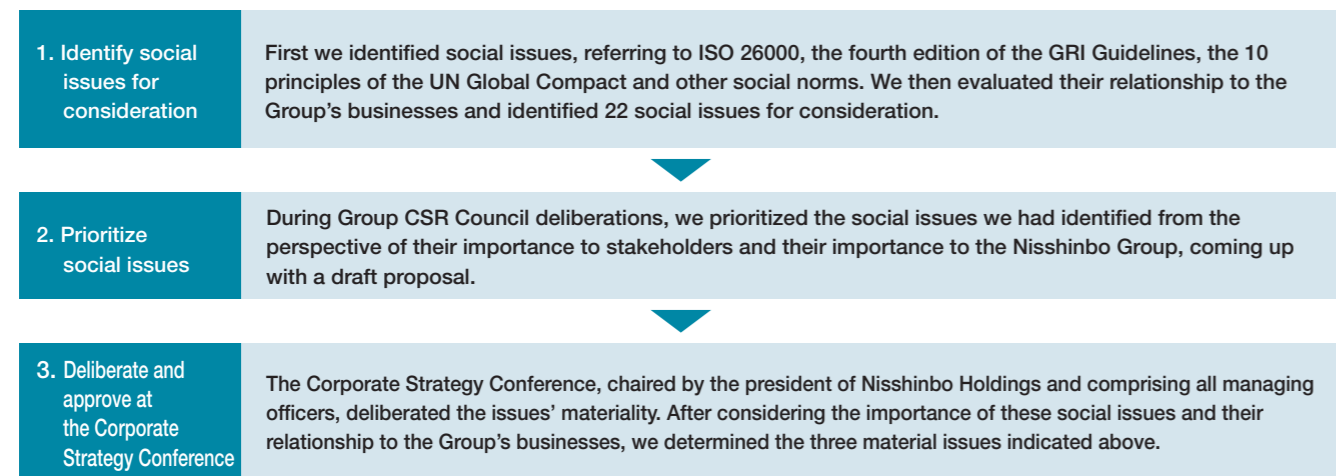 1. Identify social
issues for
consideration
First we identified social issues, referring to ISO 26000, the fourth edition of the GRI Guidelines, the 10
principles of the UN Global Compact and other social norms. We then evaluated their relationship to the
Group's businesses and identified 22 social issues for consideration.
2. Prioritize
social issues
During Group CSR Council deliberations, we prioritized the social issues we had identified from the
perspective of their importance to stakeholders and their importance to the Nisshinbo Group, coming up
with a draft proposal.
3. Deliberate and
approve at
the Corporate
Strategy Conference
The Corporate Strategy Conference, chaired by the president of Nisshinbo Holdings and comprising all managing
officers, deliberated the issues' materiality. After considering the importance of these social issues and their
relationship to the Group's businesses, we determined the three material issues indicated above.